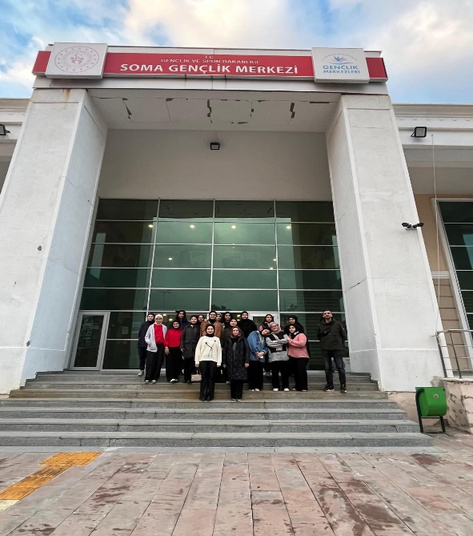 T.C.
GENÇLİK VE SPOR BAKANLIĞI
SOMA GENÇLİK MERKEZİ
GENÇLİK
MERKEZLERİ